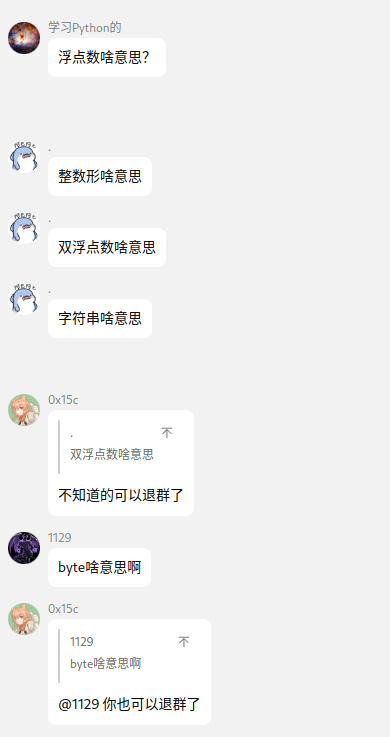 学习Python的
浮点数啥意思?
.
整数形啥意思
.
双浮点数啥意思
.
字符串啥意思
0x15c
.
双浮点数啥意思
不知道的可以退群了
1129
byte啥意思啊
0x15c
1129
byte啥意思啊
@1129 你也可以退群了